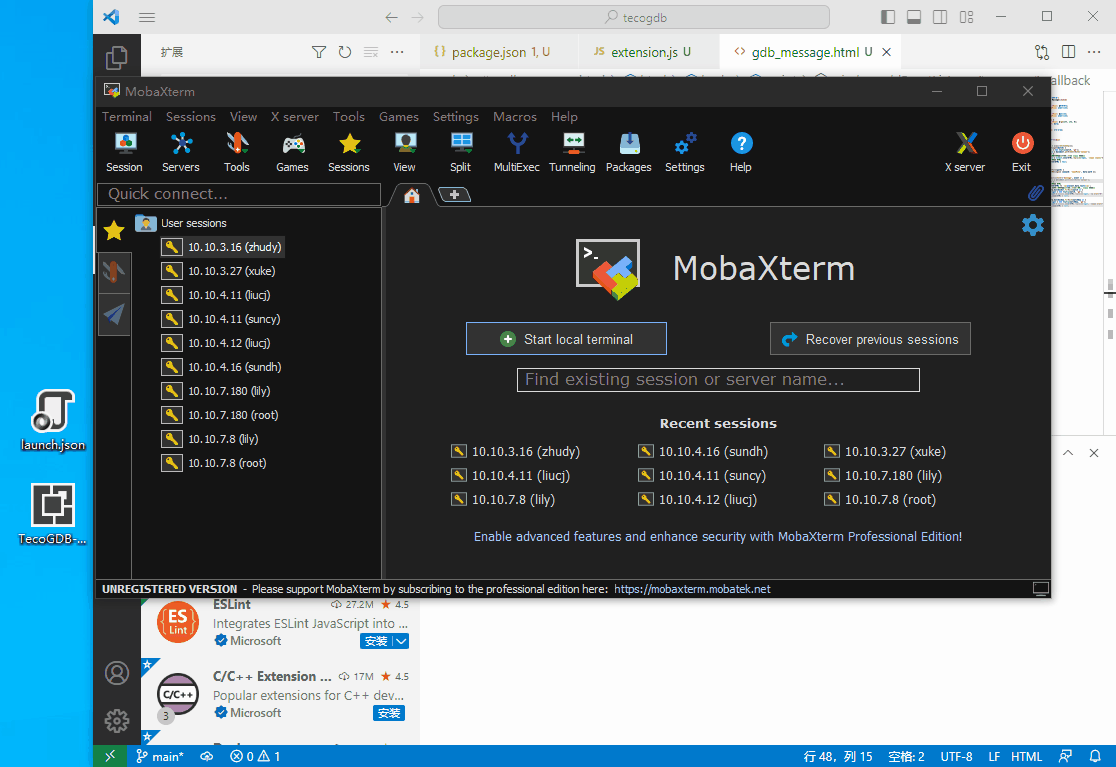 tecogdb
扩展
{} package.json 1, U
JS extension.js U
<> gdb_message.html U
allback
MobaXterm
Terminal Sessions View X server Tools Games Settings Macros Help
Session Servers Tools Games Sessions View Split MultiExec Tunneling Packages Settings Help X server Exit
Quick connect...
User sessions
10.10.3.16 (zhudy)
10.10.3.27 (xuke)
10.10.4.11 (liucj)
10.10.4.11 (suncy)
10.10.4.12 (liucj)
10.10.4.16 (sundh)
10.10.7.180 (lily)
10.10.7.180 (root)
10.10.7.8 (lily)
10.10.7.8 (root)
>_
MobaXterm
Start local terminal
Recover previous sessions
Find existing session or server name...
Recent sessions
10.10.3.16 (zhudy) 10.10.4.16 (sundh) 10.10.3.27 (xuke)
10.10.4.11 (liucj) 10.10.4.11 (suncy) 10.10.7.180 (lily)
10.10.7.8 (lily) 10.10.4.12 (liucj) 10.10.7.8 (root)
Enable advanced features and enhance security with MobaXterm Professional Edition!
UNREGISTERED VERSION - Please support MobaXterm by subscribing to the professional edition here: https://mobaxterm.mobatek.net
launch.json
TecoGDB-...
ES
Lint
ESLint 27.2M 4.5
Integrates ESLint JavaScript into ...
Microsoft 安装
C/C++
3
C/C++ Extension ... 17M 4.5
Popular extensions for C++ dev...
Microsoft 安装
main* 0 1 行 48，列 15 空格: 2 UTF-8 LF HTML